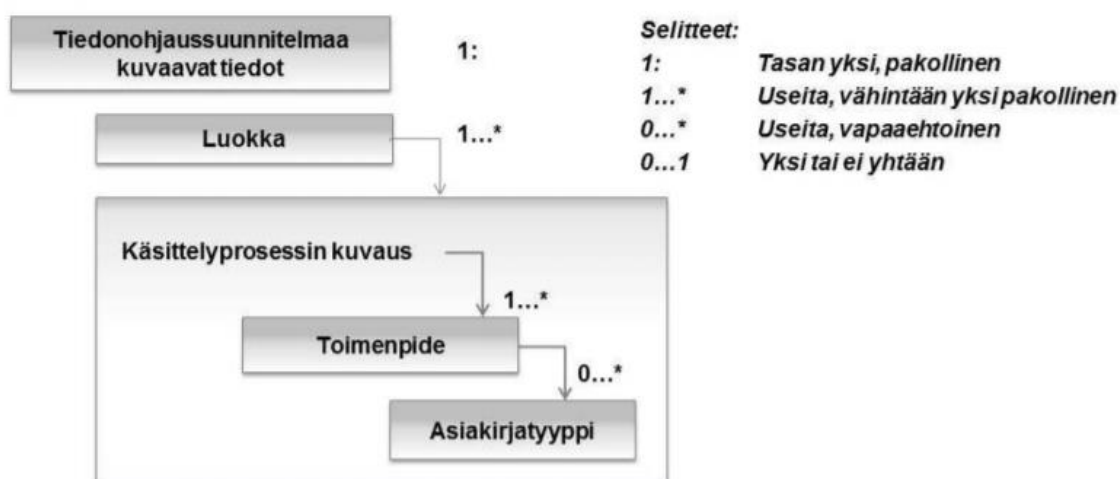 Tiedonohjaussuunnitelmaa
kuvaavat tiedot
1:
Luokka
1...*
Selitteet:
1: Tasan yksi, pakollinen
1...* Useita, vähintään yksi pakollinen
0...* Useita, vapaaehtoinen
0...1 Yksi tai ei yhtään
Käsittelyprosessin kuvaus
1...*
Toimenpide
0...*
Asiakirjatyyppi